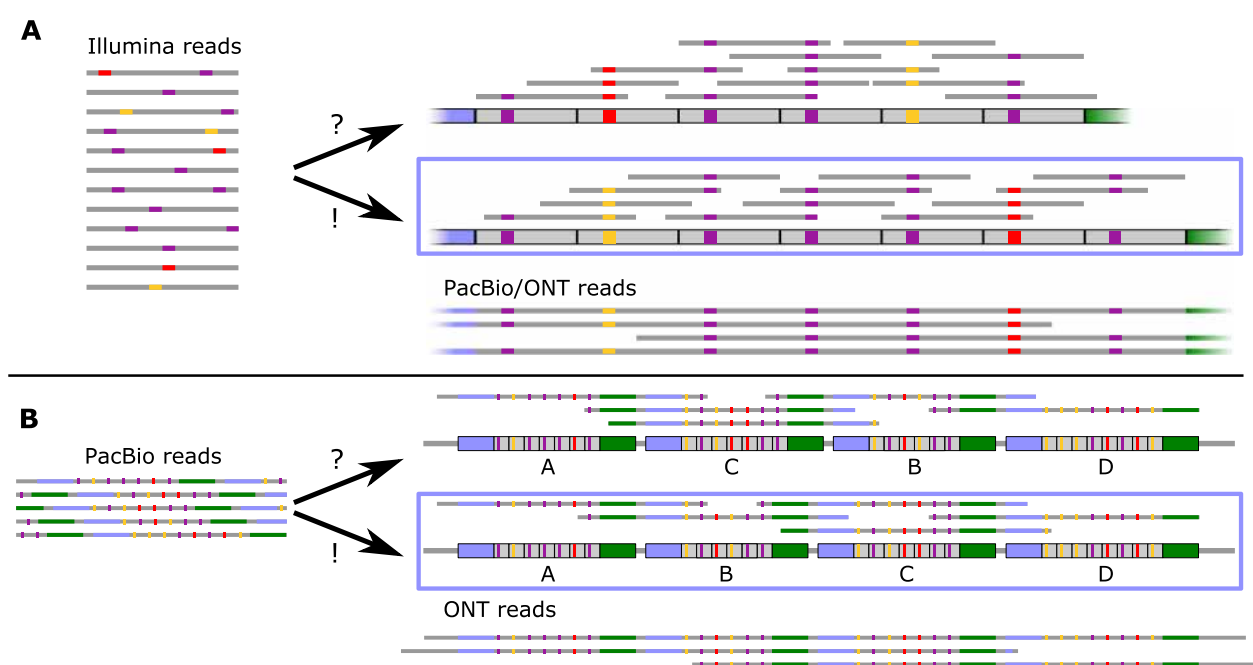 A
Illumina reads
?
!
PacBio/ONT reads
B
PacBio reads
?
!
A C B D
A B C D
ONT reads